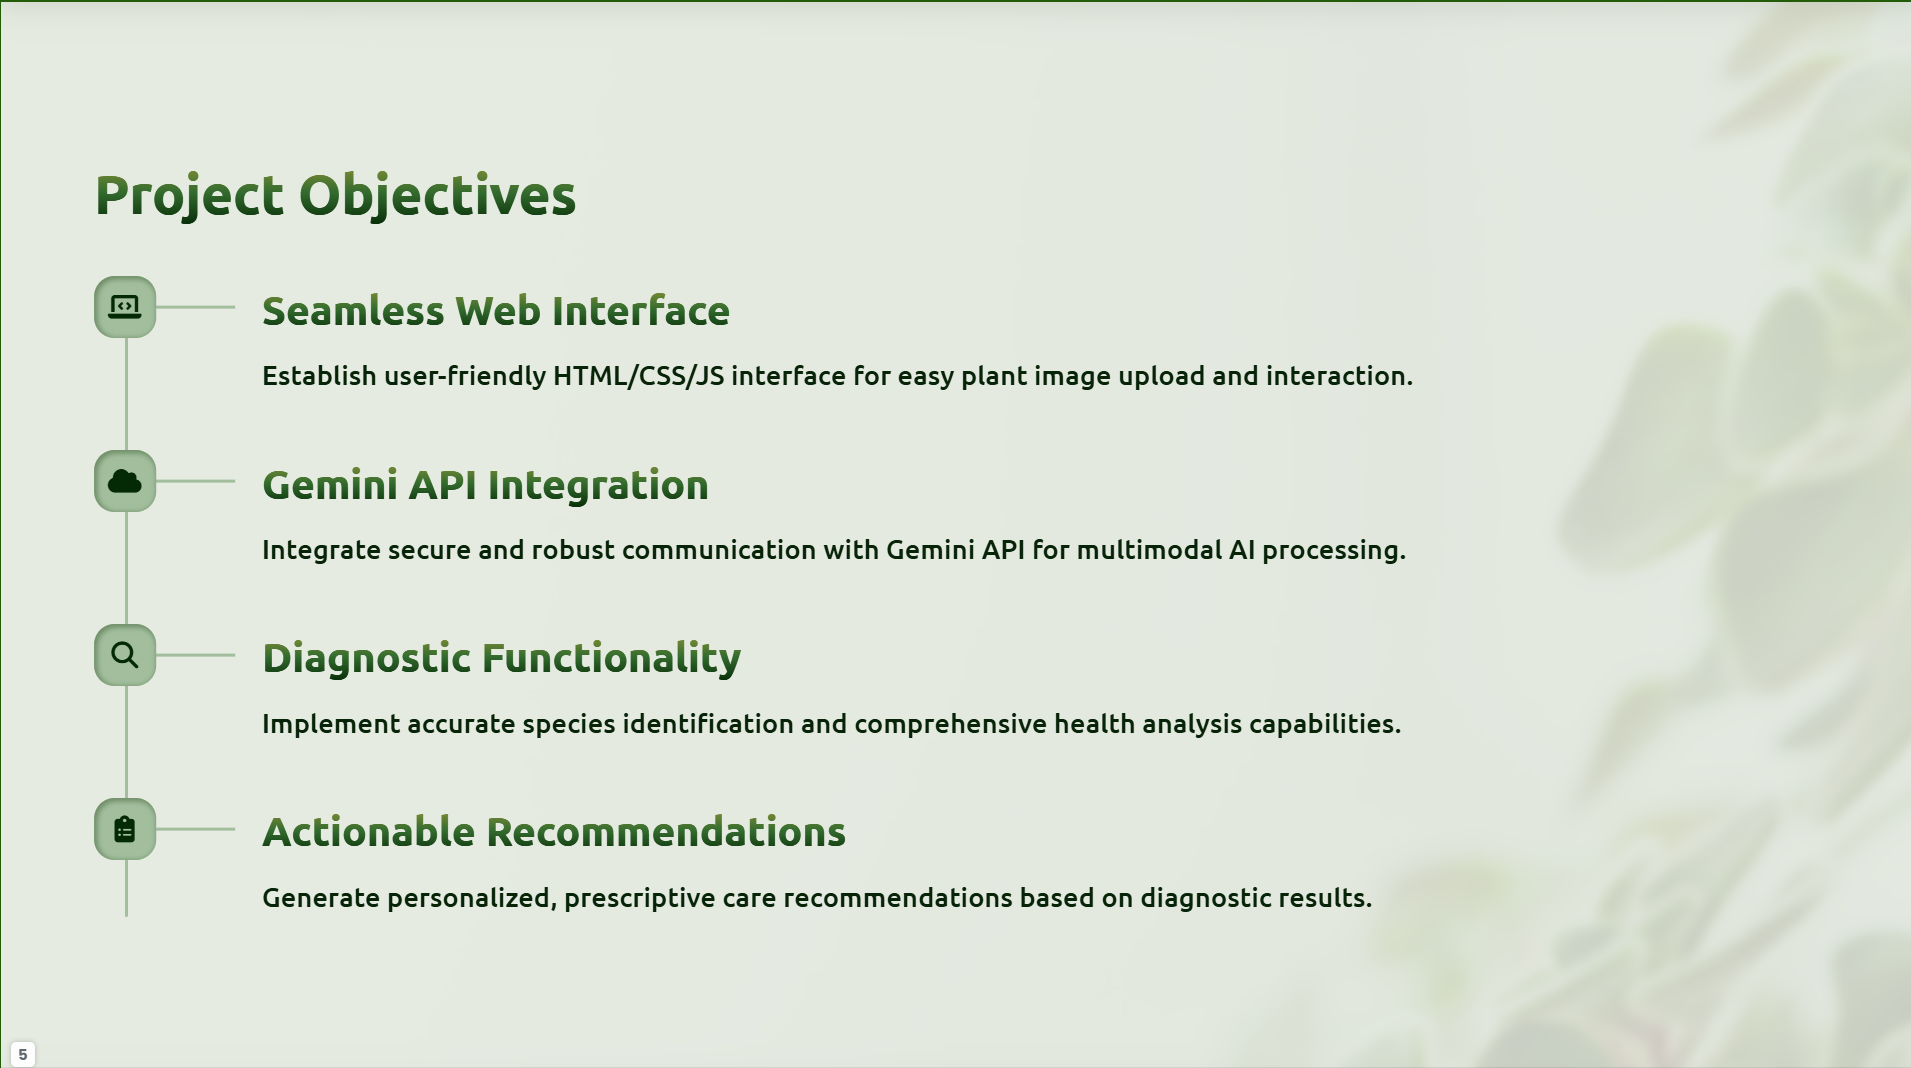 Project Objectives
Seamless Web Interface
Establish user-friendly HTML/CSS/JS interface for easy plant image upload and interaction.
Gemini API Integration
Integrate secure and robust communication with Gemini API for multimodal AI processing.
Diagnostic Functionality
Implement accurate species identification and comprehensive health analysis capabilities.
Actionable Recommendations
Generate personalized, prescriptive care recommendations based on diagnostic results.
5